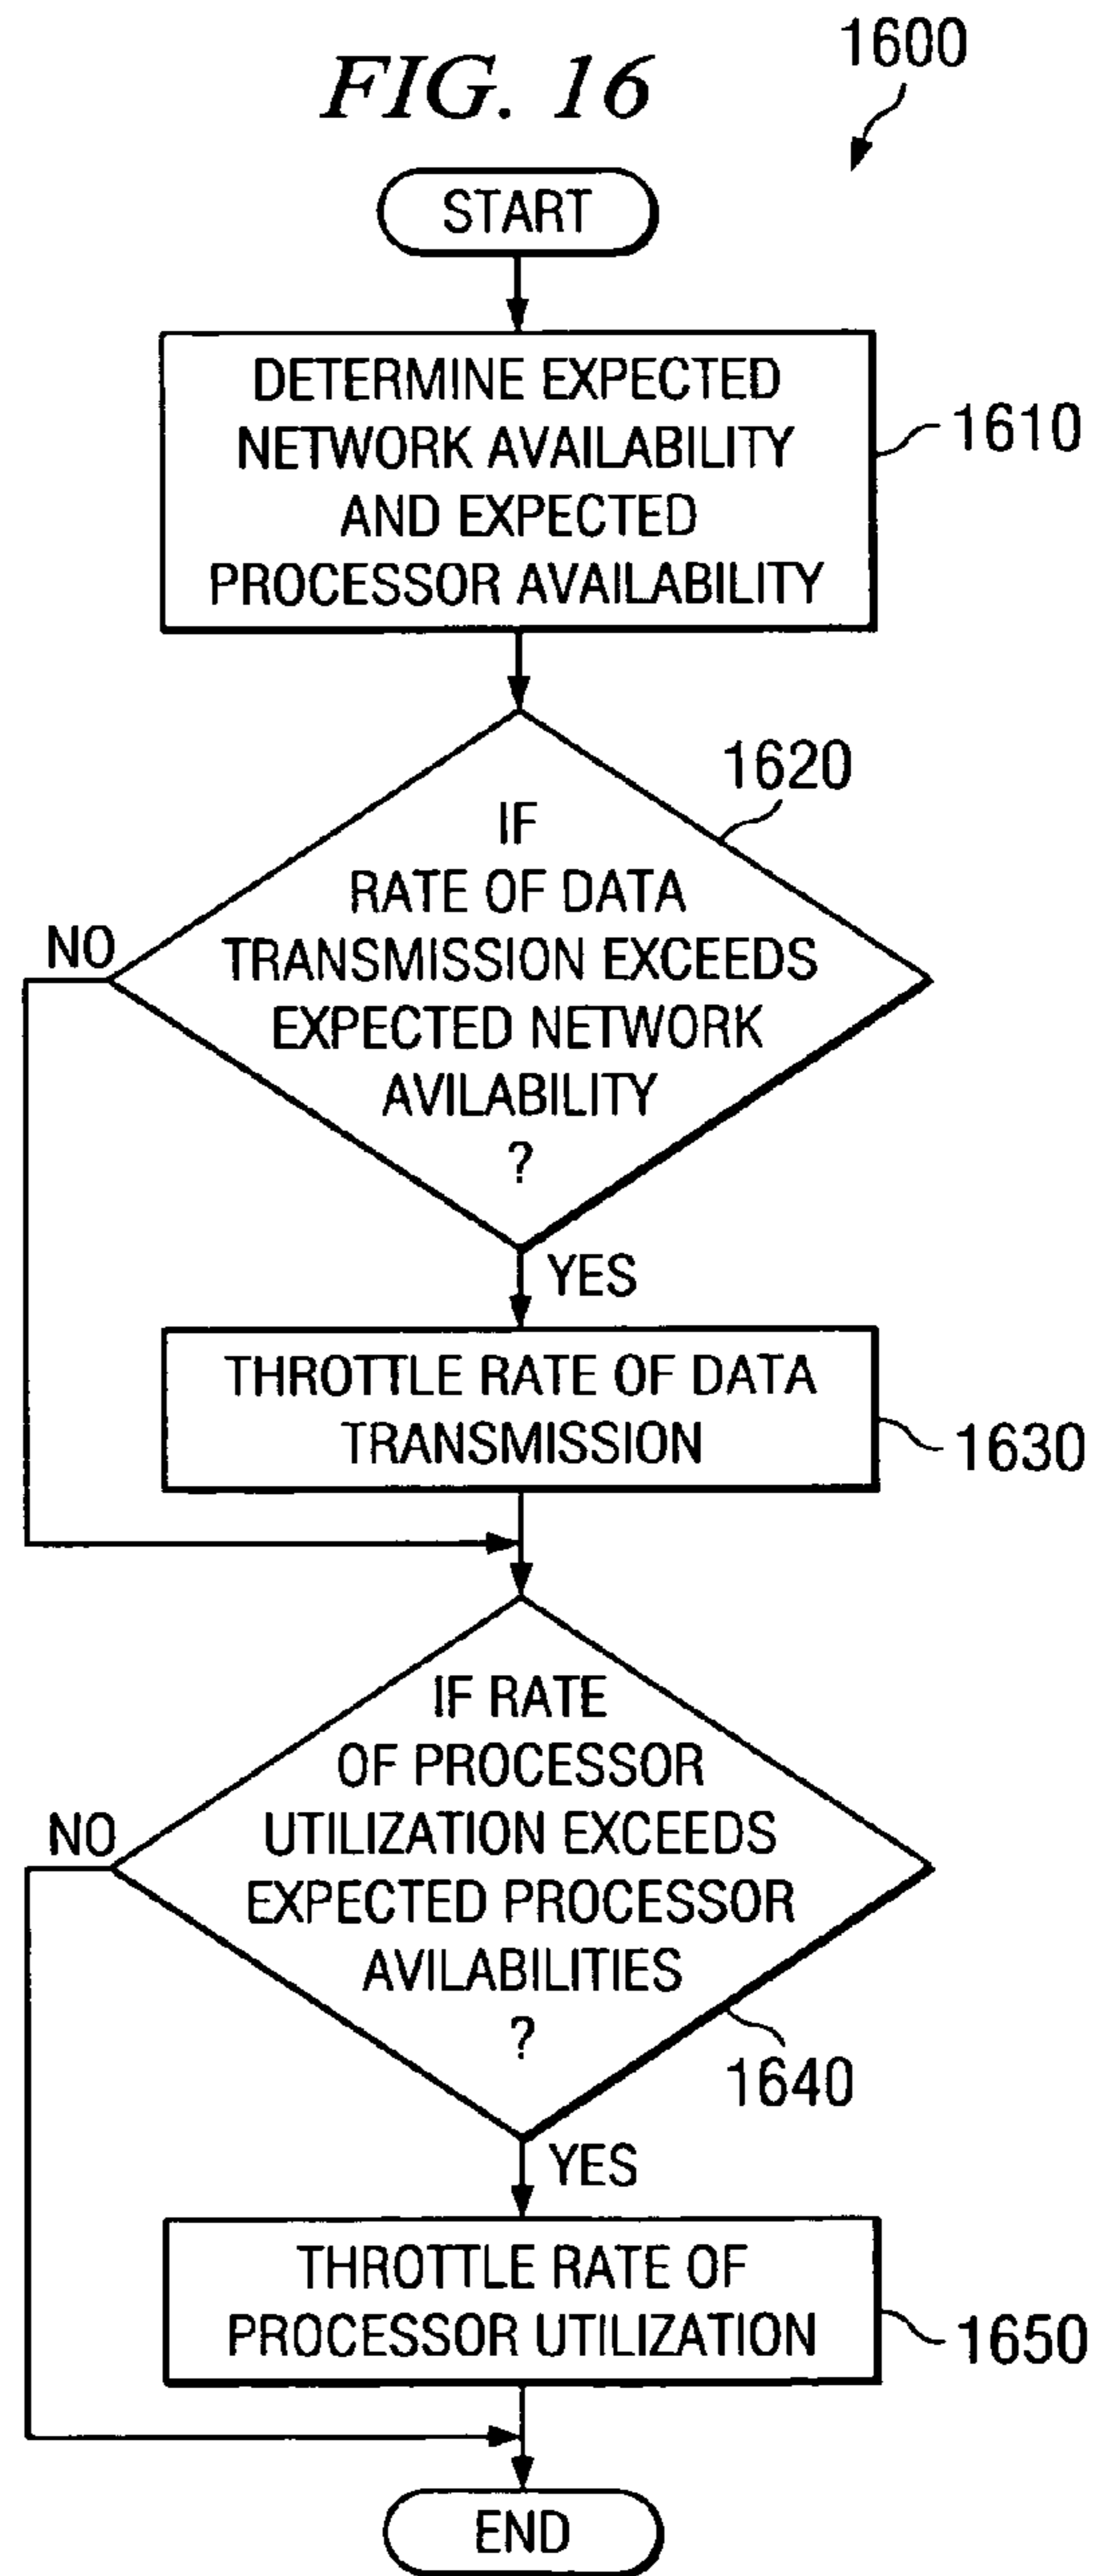 FIG. 16
1600
START
DETERMINE EXPECTED
NETWORK AVAILABILITY
AND EXPECTED
PROCESSOR AVAILABILITY
1610
1620
IF
RATE OF DATA
TRANSMISSION EXCEEDS
EXPECTED NETWORK
AVILABILITY
?
NO
YES
THROTTLE RATE OF DATA
TRANSMISSION
1630
IF RATE
OF PROCESSOR
UTILIZATION EXCEEDS
EXPECTED PROCESSOR
AVILABILITIES
?
NO
1640
YES
THROTTLE RATE OF
PROCESSOR UTILIZATION
1650
END